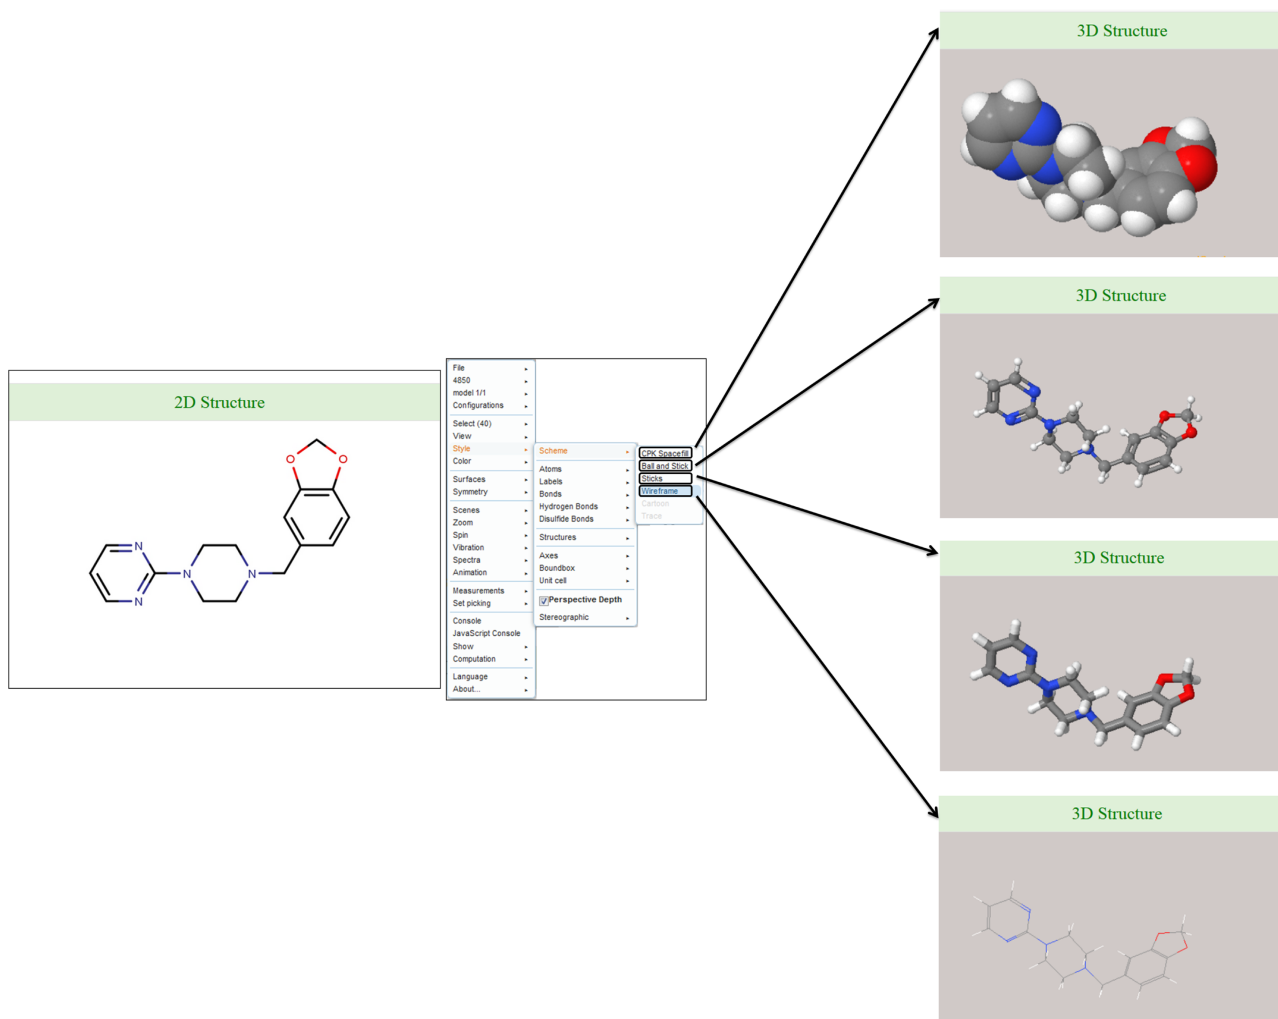 2D Structure
O
O
N
N
N
N
File
4850
model 1/1
Configurations
Select (40)
View
Style
Color
Surfaces
Symmetry
Scenes
Zoom
Spin
Vibration
Spectra
Animation
Measurements
Set picking
Console
JavaScript Console
Show
Computation
Language
About...
Scheme
Atoms
Labels
Bonds
Hydrogen Bonds
Disulfide Bonds
Structures
Axes
Boundbox
Unit cell
Perspective Depth
Stereographic
CPK Spacefill
Ball and Stick
Sticks
Wireframe
Cartoon
Trace
3D Structure
3D Structure
3D Structure
3D Structure